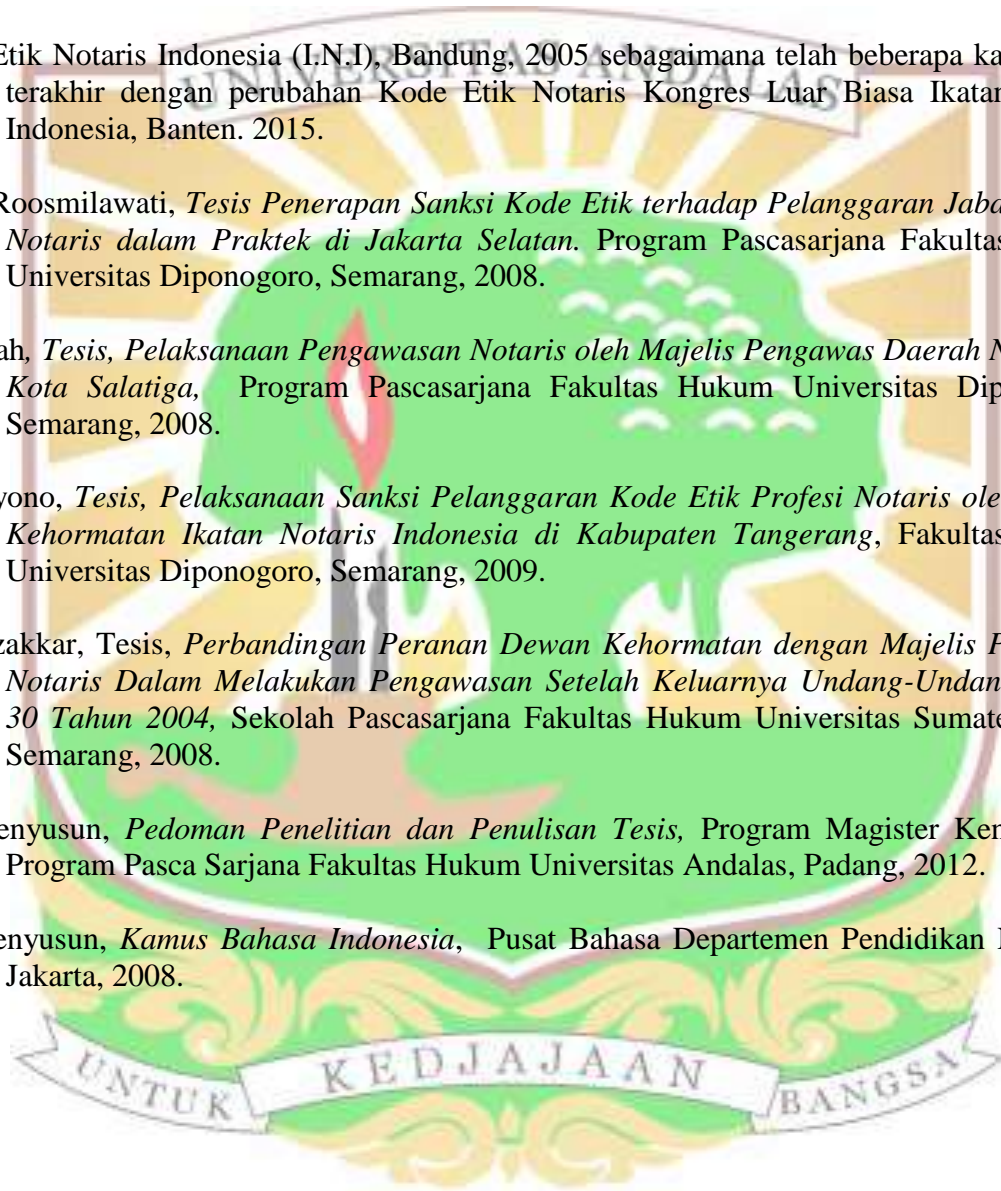 UNIVERSITAS ANDALAS
Etik Notaris Indonesia (I.N.I), Bandung, 2005 sebagaimana telah beberapa ka
terakhir dengan perubahan Kode Etik Notaris Kongres Luar Biasa Ikatan
Indonesia, Banten. 2015.
Roosmilawati, Tesis Penerapan Sanksi Kode Etik terhadap Pelanggaran Jaba
Notaris dalam Praktek di Jakarta Selatan. Program Pascasarjana Fakultas
Universitas Diponogoro, Semarang, 2008.
ah, Tesis, Pelaksanaan Pengawasan Notaris oleh Majelis Pengawas Daerah N
Kota Salatiga, Program Pascasarjana Fakultas Hukum Universitas Dip
Semarang, 2008.
yono, Tesis, Pelaksanaan Sanksi Pelanggaran Kode Etik Profesi Notaris ole
Kehormatan Ikatan Notaris Indonesia di Kabupaten Tangerang, Fakultas
Universitas Diponogoro, Semarang, 2009.
zakkar, Tesis, Perbandingan Peranan Dewan Kehormatan dengan Majelis P
Notaris Dalam Melakukan Pengawasan Setelah Keluarnya Undang-Undan
30 Tahun 2004, Sekolah Pascasarjana Fakultas Hukum Universitas Sumate
Semarang, 2008.
enyusun, Pedoman Penelitian dan Penulisan Tesis, Program Magister Ken
Program Pasca Sarjana Fakultas Hukum Universitas Andalas, Padang, 2012.
enyusun, Kamus Bahasa Indonesia, Pusat Bahasa Departemen Pendidikan
Jakarta, 2008.
UNTUK KEDJAJAAN BANGSA